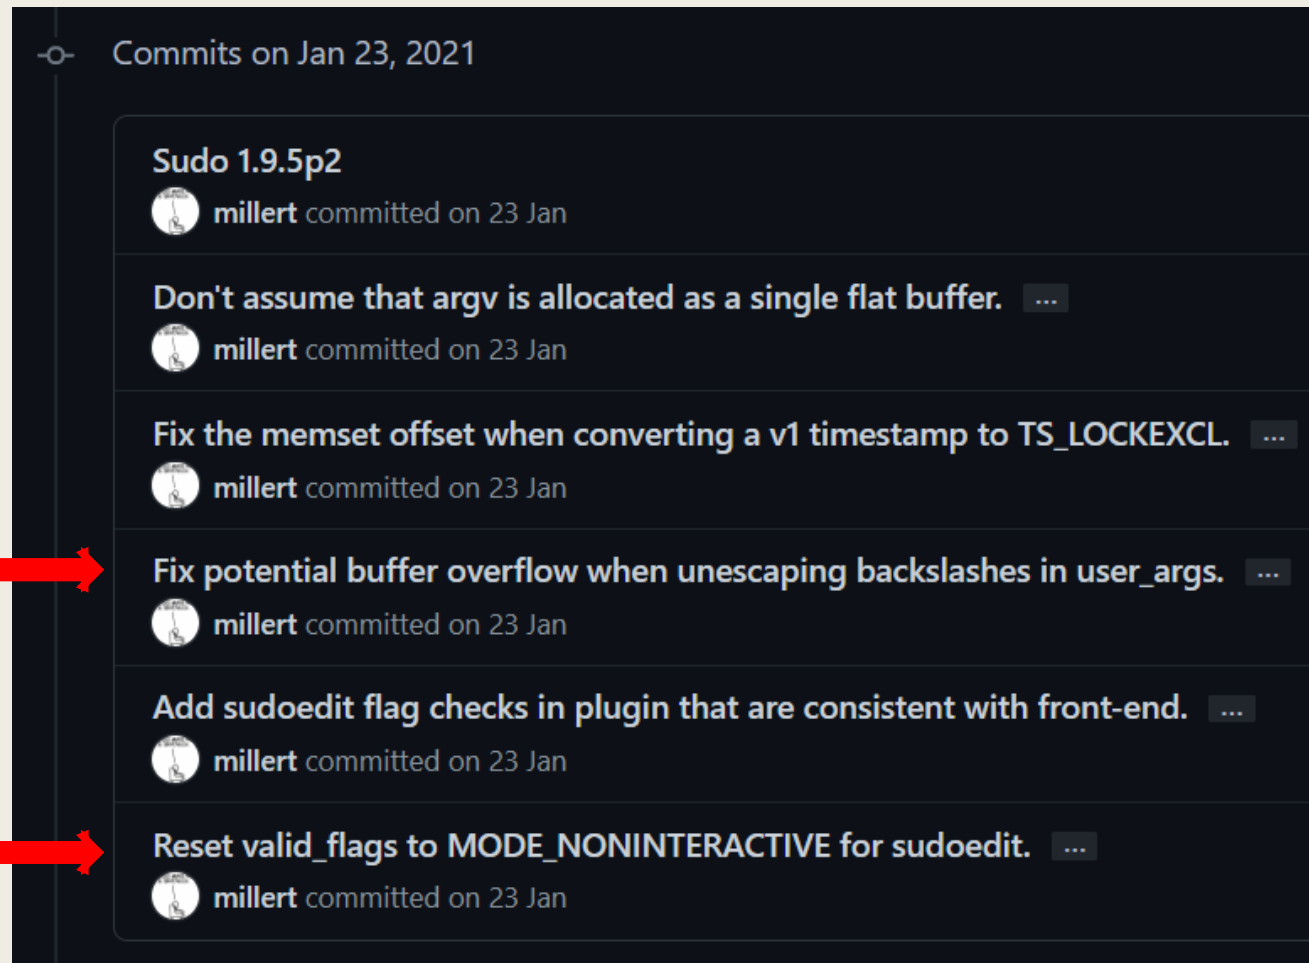 Commits on Jan 23, 2021
Sudo 1.9.5p2
millert committed on 23 Jan
Don't assume that argv is allocated as a single flat buffer. ...
millert committed on 23 Jan
Fix the memset offset when converting a v1 timestamp to TS_LOCKEXCL. ...
millert committed on 23 Jan
Fix potential buffer overflow when unescaping backslashes in user_args. ...
millert committed on 23 Jan
Add sudoedit flag checks in plugin that are consistent with front-end. ...
millert committed on 23 Jan
Reset valid_flags to MODE_NONINTERACTIVE for sudoedit. ...
millert committed on 23 Jan